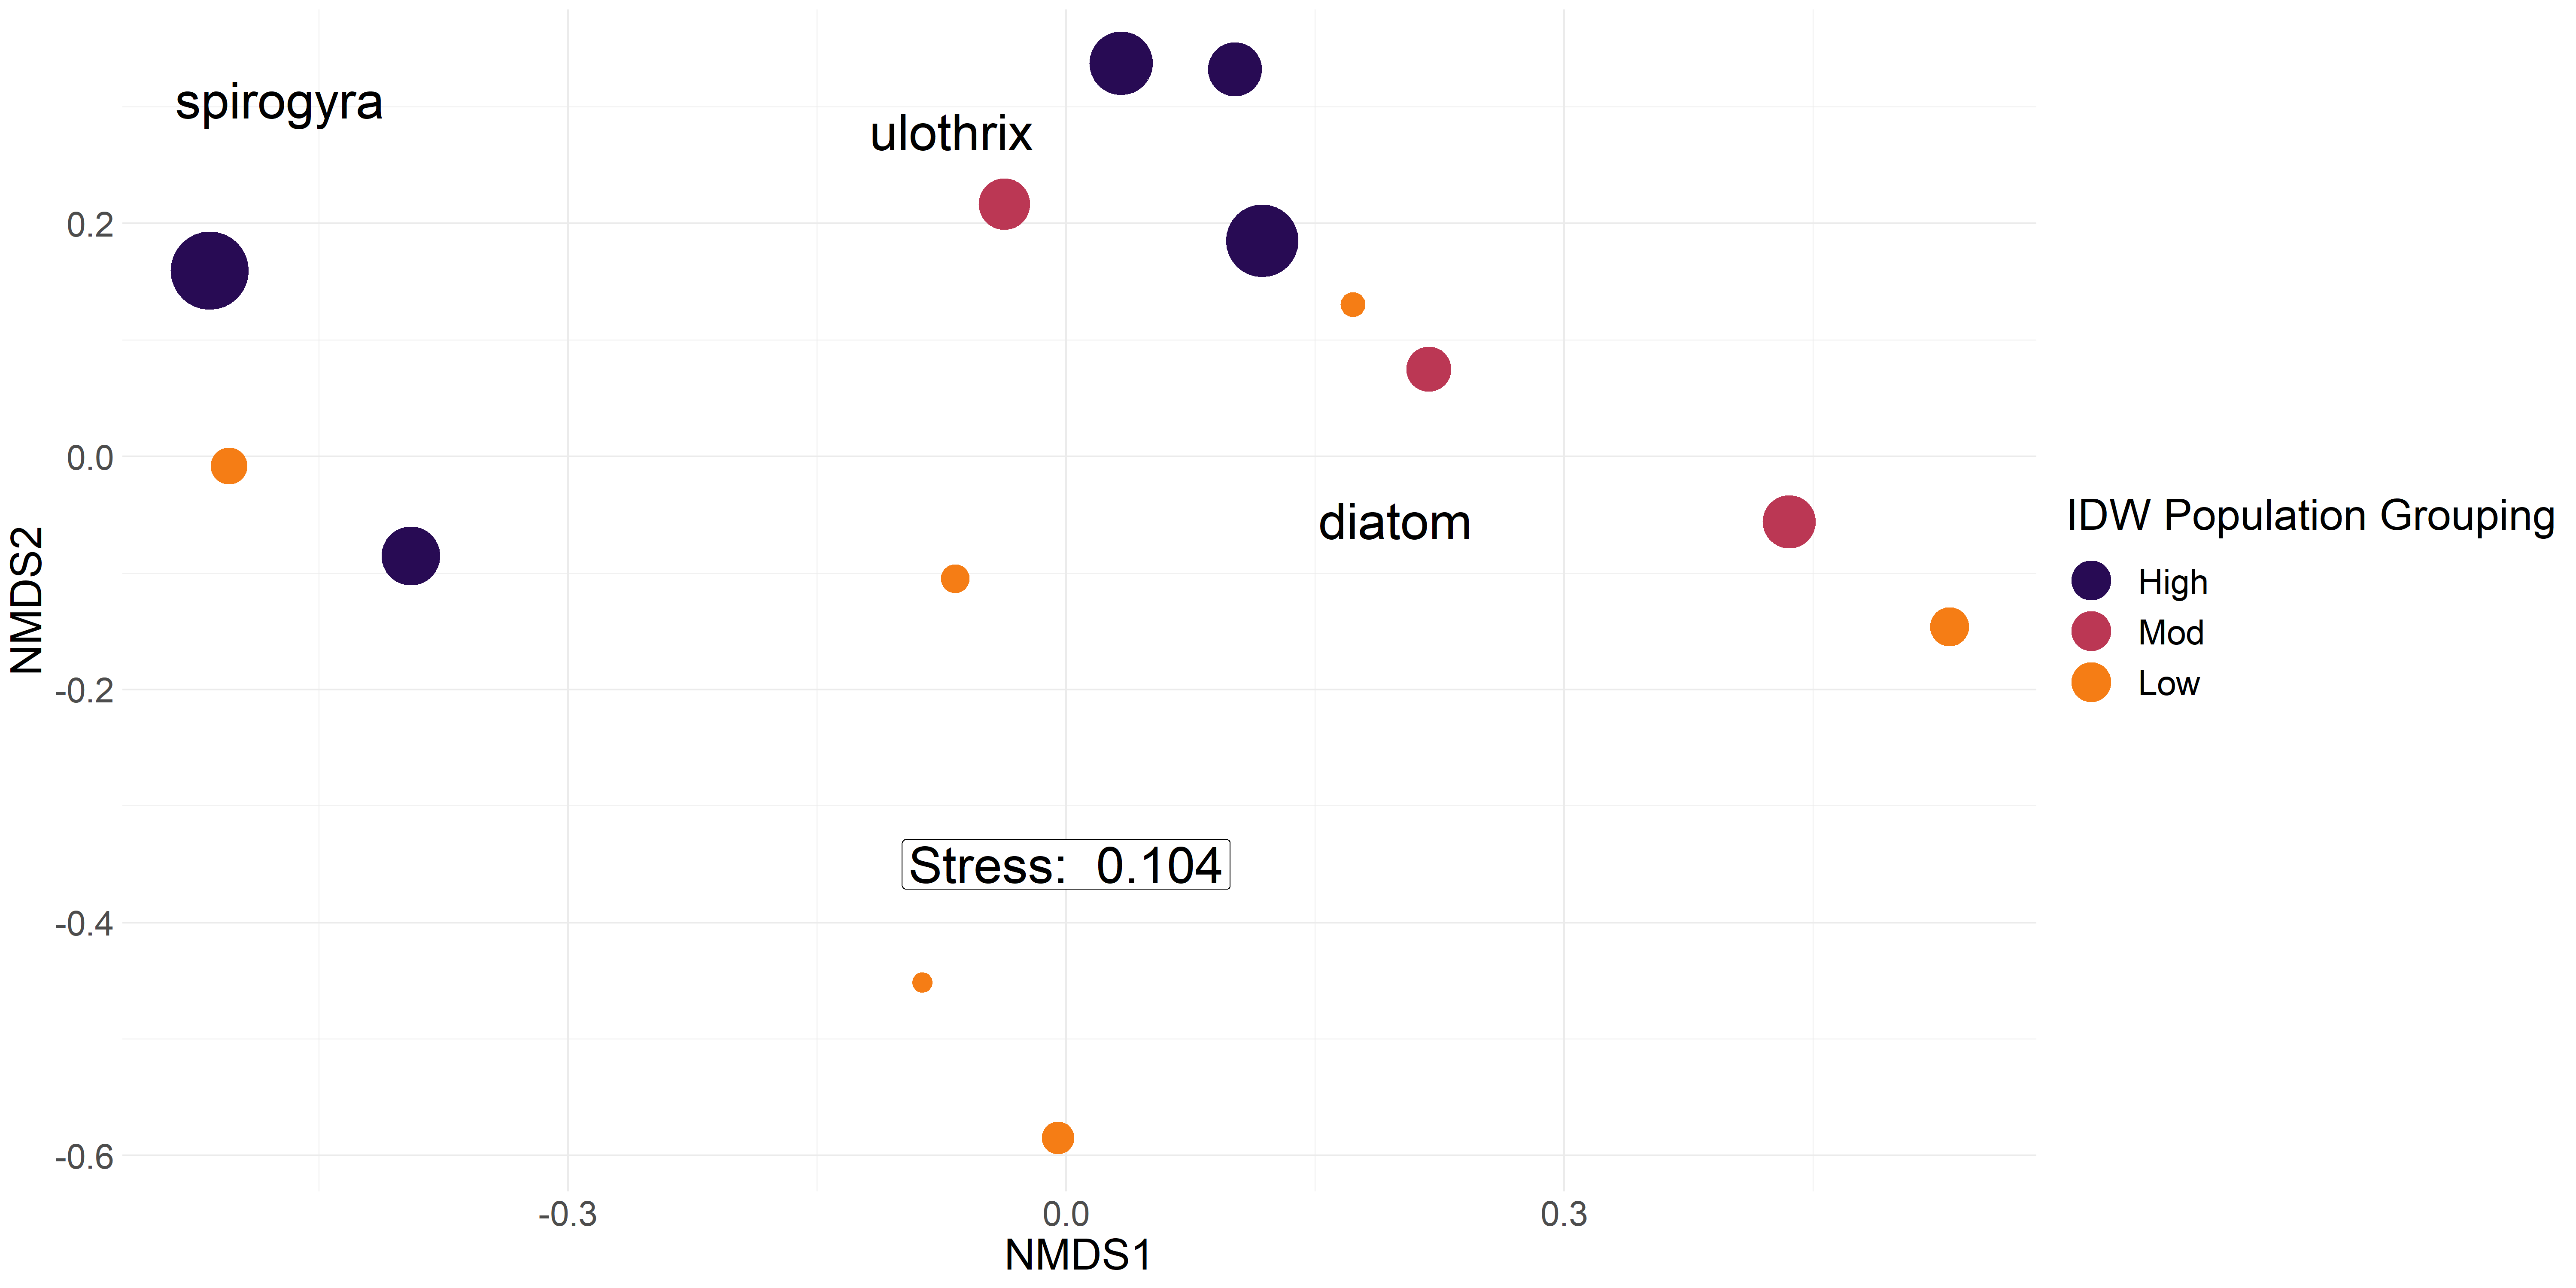 spirogyra
ulothrix
0.2
0.0
diatom
-0.2
Stress:  0.104
-0.4
-0.6
NMDS2
-0.3
0.0
0.3
NMDS1
IDW Population Grouping
High
Mod
Low